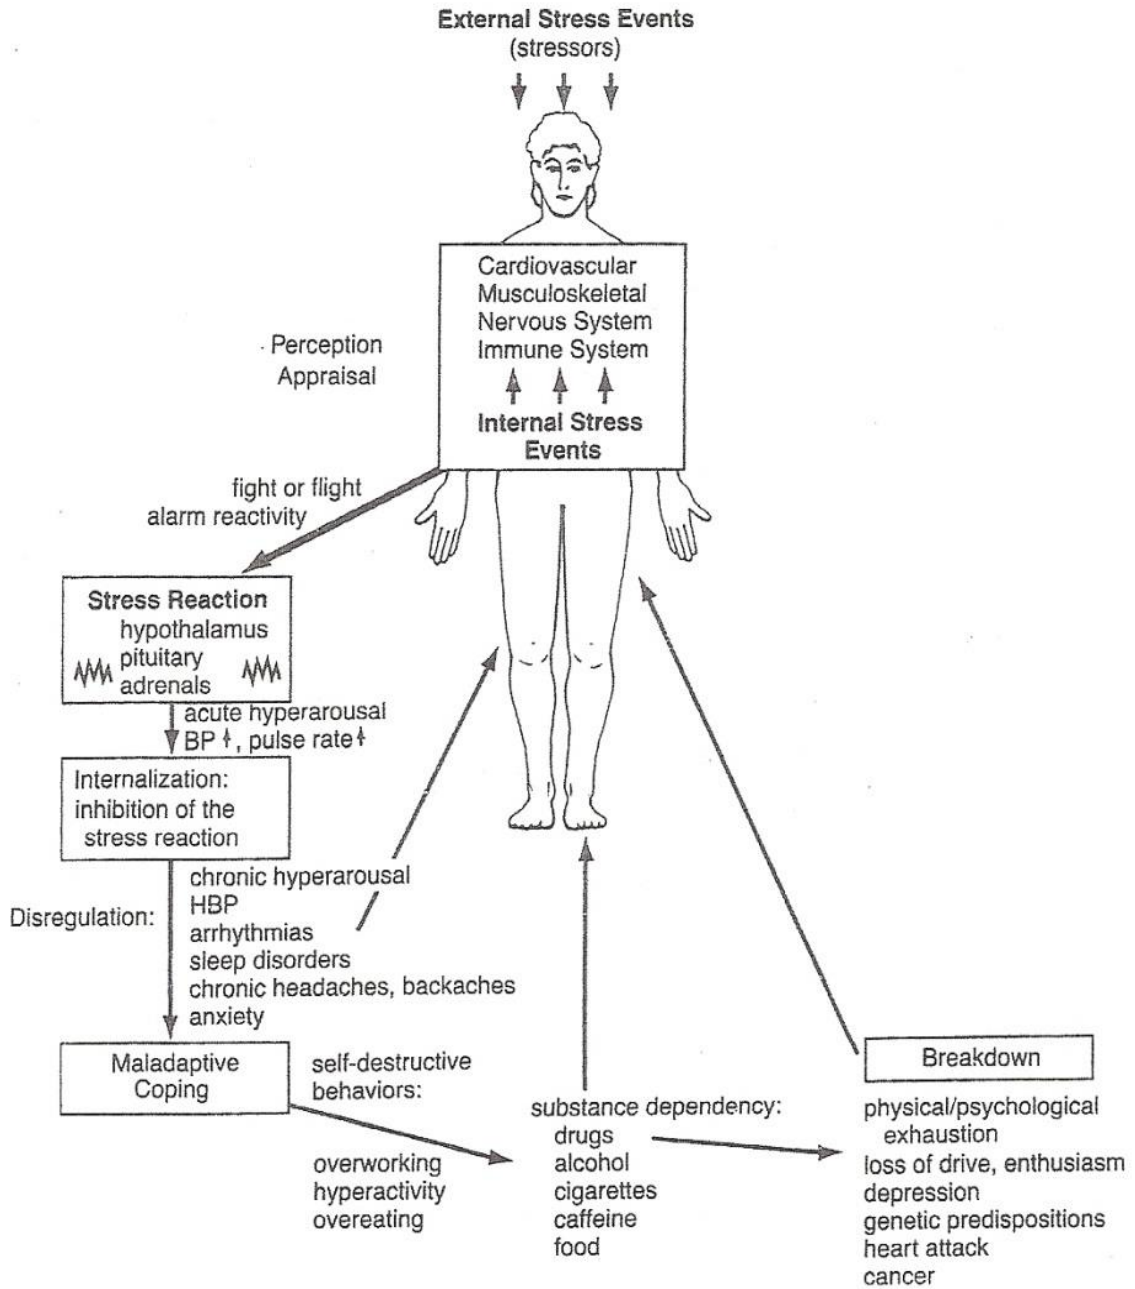 External Stress Events
(stressors)
Cardiovascular
Musculoskeletal
Nervous System
Immune System
Internal Stress
Events
Perception
Appraisal
fight or flight
alarm reactivity
Stress Reaction
hypothalamus
pituitary
adrenals
acute hyperarousal
BP↑, pulse rate↑
Internalization:
inhibition of the
stress reaction
Disregulation:
chronic hyperarousal
HBP
arrhythmias
sleep disorders
chronic headaches, backaches
anxiety
Maladaptive
Coping
self-destructive
behaviors:
overworking
hyperactivity
overeating
substance dependency:
drugs
alcohol
cigarettes
caffeine
food
Breakdown
physical/psychological
exhaustion
loss of drive, enthusiasm
depression
genetic predispositions
heart attack
cancer